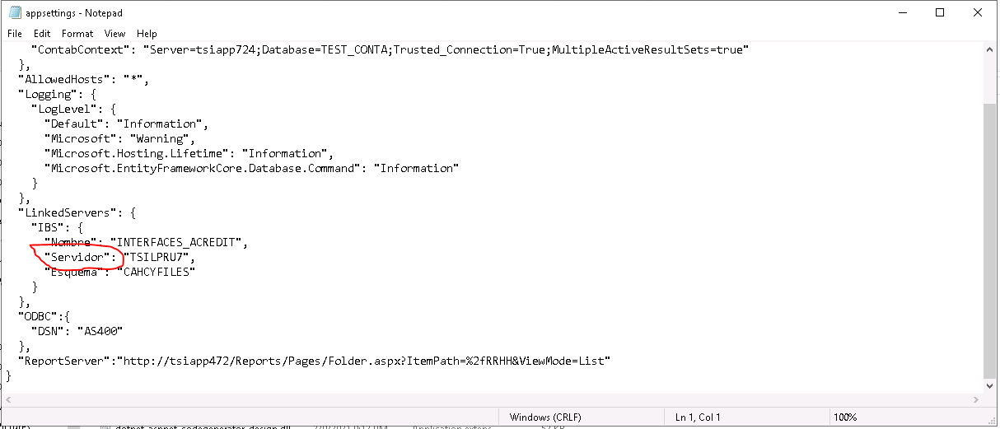 appsettings - Notepad
File Edit Format View Help
"ContabContext": "Server=tsiapp724;Database=TEST_CONTA;Trusted_Connection=True;MultipleActiveResultSets=true"
},
"AllowedHosts": "*",
"Logging": {
"LogLevel": {
"Default": "Information",
"Microsoft": "Warning",
"Microsoft.Hosting.Lifetime": "Information",
"Microsoft.EntityFrameworkCore.Database.Command": "Information"
}
},
"LinkedServers": {
"IBS": {
"Nombre": "INTERFACES_ACREDIT",
"Servidor": "TSILPRU7",
"Esquema": "CAHCYFILES"
}
},
"ODBC":{
"DSN": "AS400"
},
"ReportServer":"http://tsiapp472/Reports/Pages/Folder.aspx?ItemPath=%2fRRHH&ViewMode=List"
}
Windows (CRLF) Ln 1, Col 1 100%